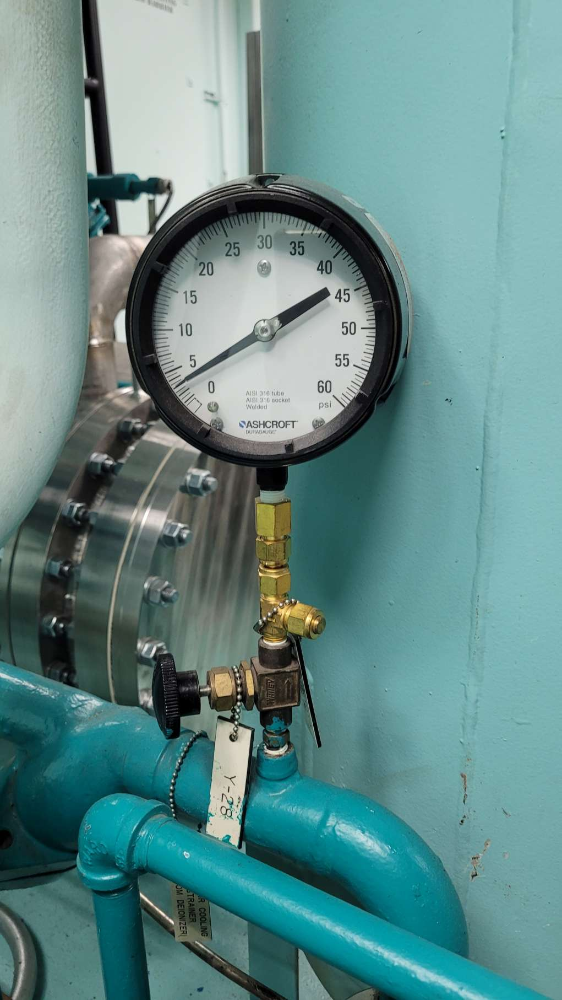 30
25
35
20
40
15
45
10
50
5
55
0
60
psi
AISI 316 tube
AISI 316 socket
Welded
ASHCROFT
DURAGAUGE
WHITEY
Y-28
COOLING
STRAINER
DEIONIZER